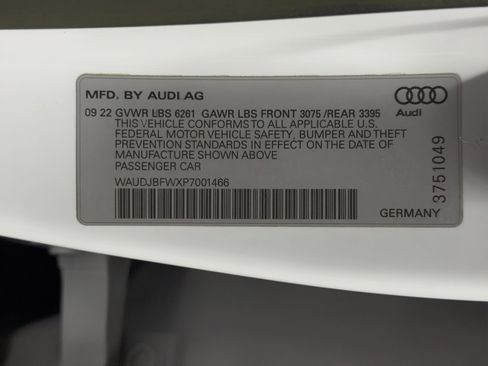 MFD. BY AUDI AG
09 22 GVWR LBS 6261 GAWR LBS FRONT 3075 /REAR 3395
THIS VEHICLE CONFORMS TO ALL APPLICABLE U.S.
FEDERAL MOTOR VEHICLE SAFETY, BUMPER AND THEFT
PREVENTION STANDARDS IN EFFECT ON THE DATE OF
MANUFACTURE SHOWN ABOVE
PASSENGER CAR
WAUDJBFWXP7001466
Audi
3751049
GERMANY